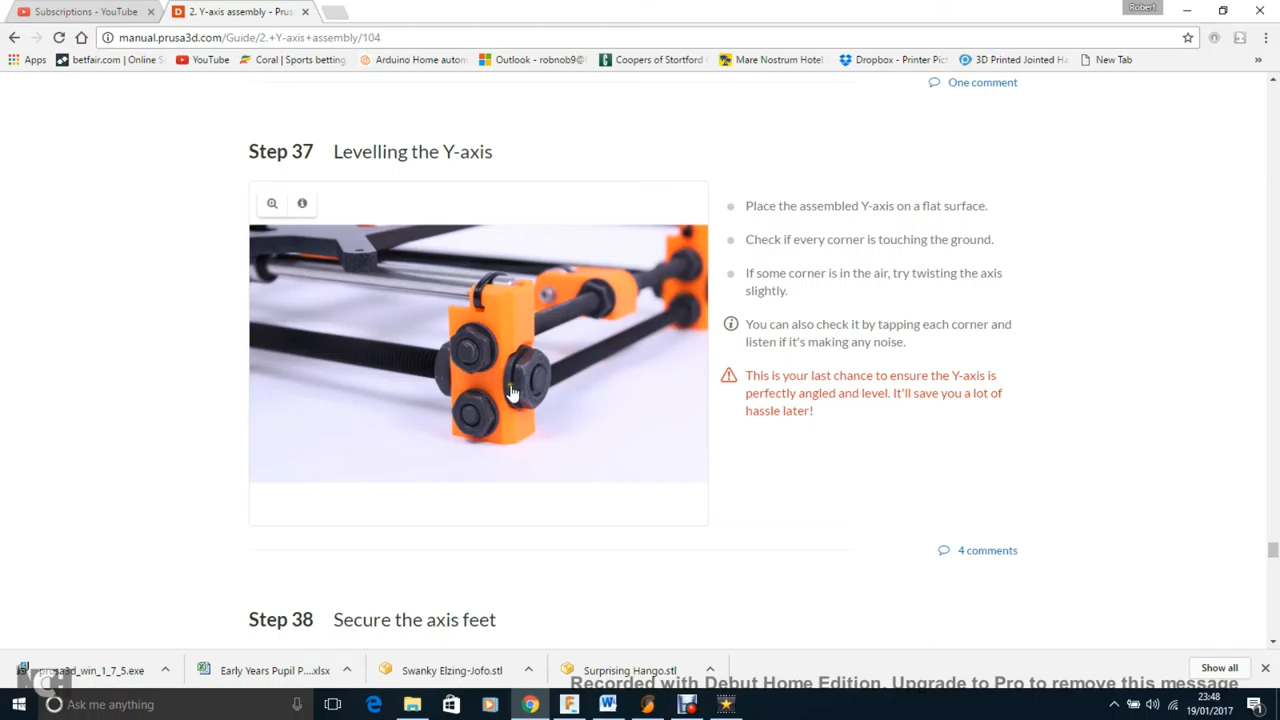 Subscriptions - YouTube
2. Y-axis assembly - Prus
Robert
manual.prusa3d.com/Guide/2.+Y-axis+assembly/104
Apps
betfair.com | Online S
YouTube
Coral | Sports betting
Arduino Home autom
Outlook - robnob9@
Coopers of Stortford
Mare Nostrum Hotel
Dropbox - Printer Pict
3D Printed Jointed Ha
New Tab
One comment
Step 37 Levelling the Y-axis
Place the assembled Y-axis on a flat surface.
Check if every corner is touching the ground.
If some corner is in the air, try twisting the axis
slightly.
You can also check it by tapping each corner and
listen if it's making any noise.
This is your last chance to ensure the Y-axis is
perfectly angled and level. It'll save you a lot of
hassle later!
4 comments
Step 38 Secure the axis feet
prusa3d_win_1_7_5.exe
Early Years Pupil P....xlsx
Swanky Elzing-Jofo.stl
Surprising Hango.stl
Show all
Recorded with Debut Home Edition. Upgrade to Pro to remove this message
Ask me anything
23:48
19/01/2017